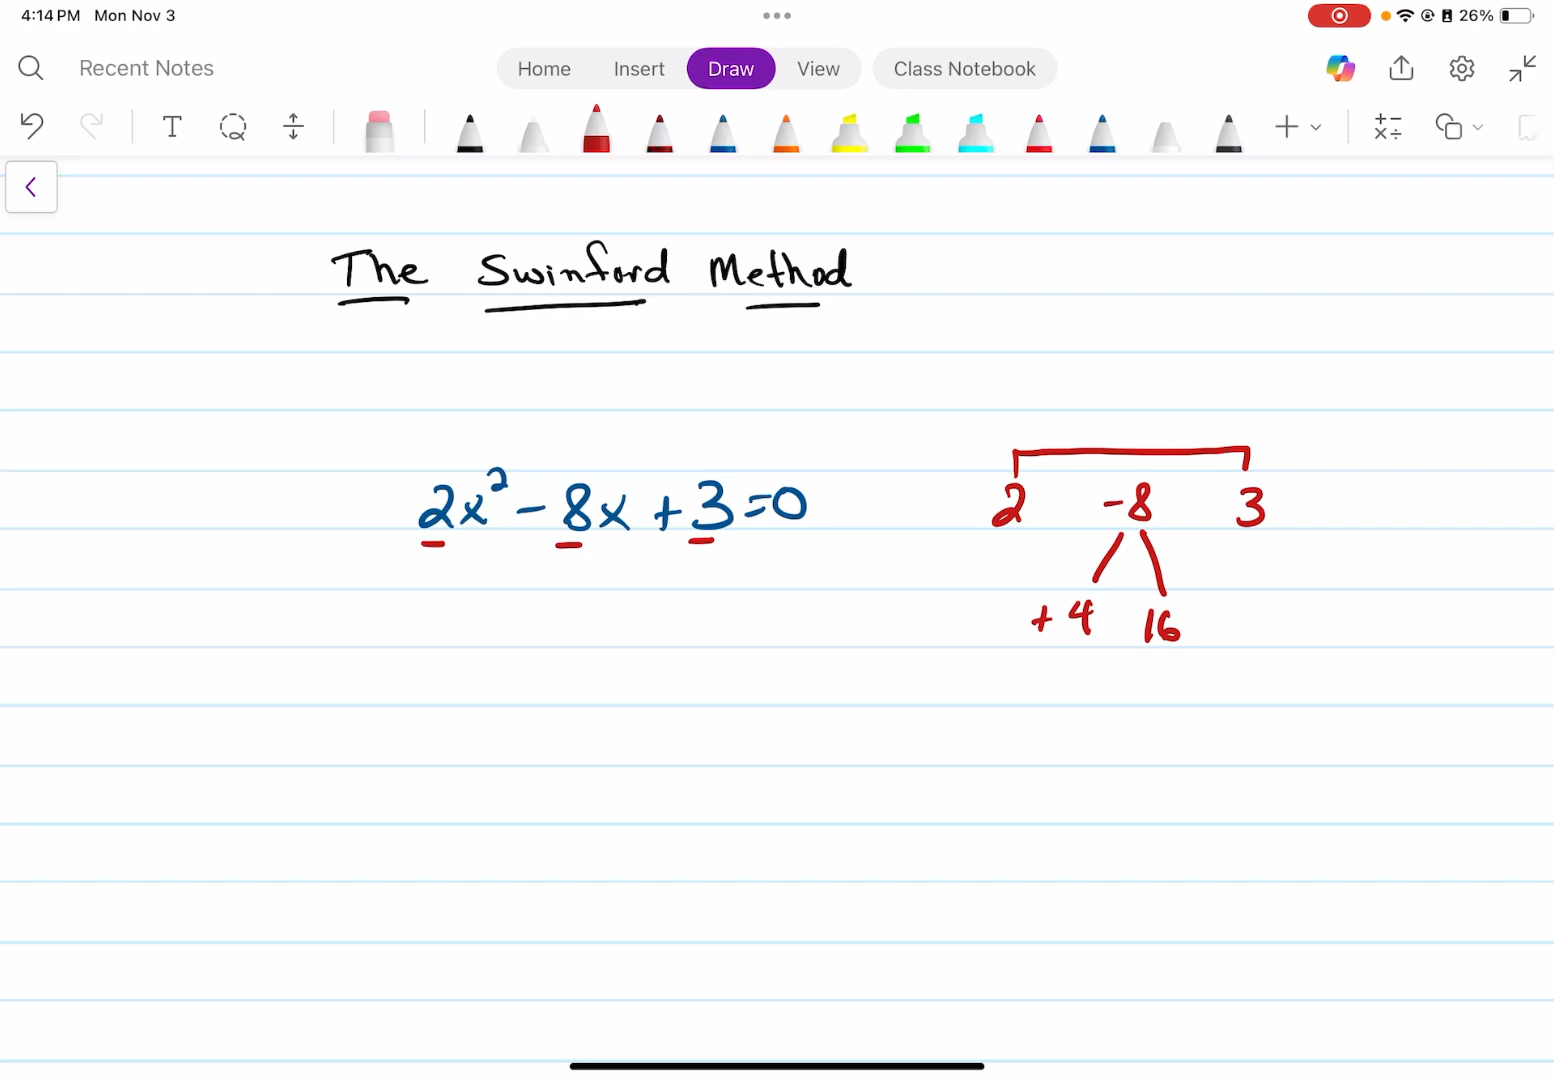 4:14 PM Mon Nov 3
26%
Recent Notes
Home Insert Draw View Class Notebook
T
The Swinford Method
2x² - 8x + 3 = 0
2 -8 3
+4 16